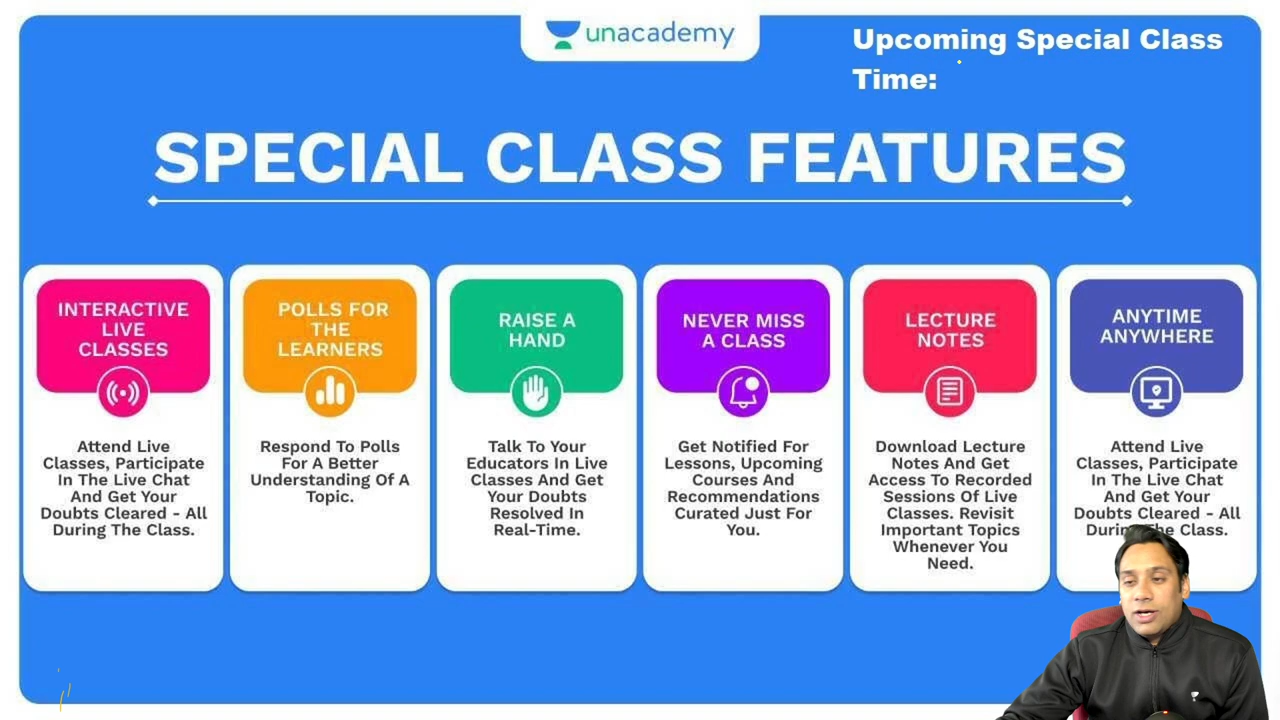 unacademy
Upcoming Special Class
Time:
SPECIAL CLASS FEATURES
INTERACTIVE
LIVE
CLASSES
Attend Live
Classes, Participate
In The Live Chat
And Get Your
Doubts Cleared - All
During The Class.
POLLS FOR
THE
LEARNERS
Respond To Polls
For A Better
Understanding Of A
Topic.
RAISE A
HAND
Talk To Your
Educators In Live
Classes And Get
Your Doubts
Resolved In
Real-Time.
NEVER MISS
A CLASS
Get Notified For
Lessons, Upcoming
Courses And
Recommendations
Curated Just For
You.
LECTURE
NOTES
Download Lecture
Notes And Get
Access To Recorded
Sessions Of Live
Classes. Revisit
Important Topics
Whenever You
Need.
ANYTIME
ANYWHERE
Attend Live
Classes, Participate
In The Live Chat
And Get Your
Doubts Cleared - All
During The Class.